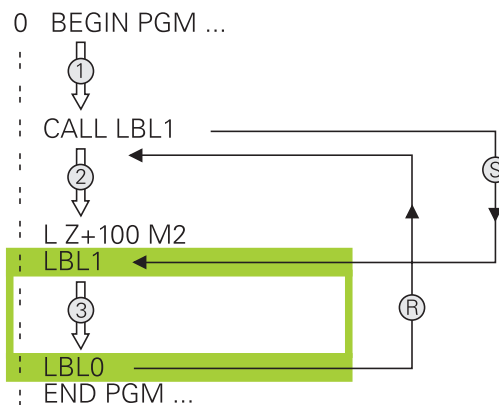 0 BEGIN PGM ...
1
CALL LBL1
S
2
L Z+100 M2
LBL1
3
R
LBL0
END PGM ...